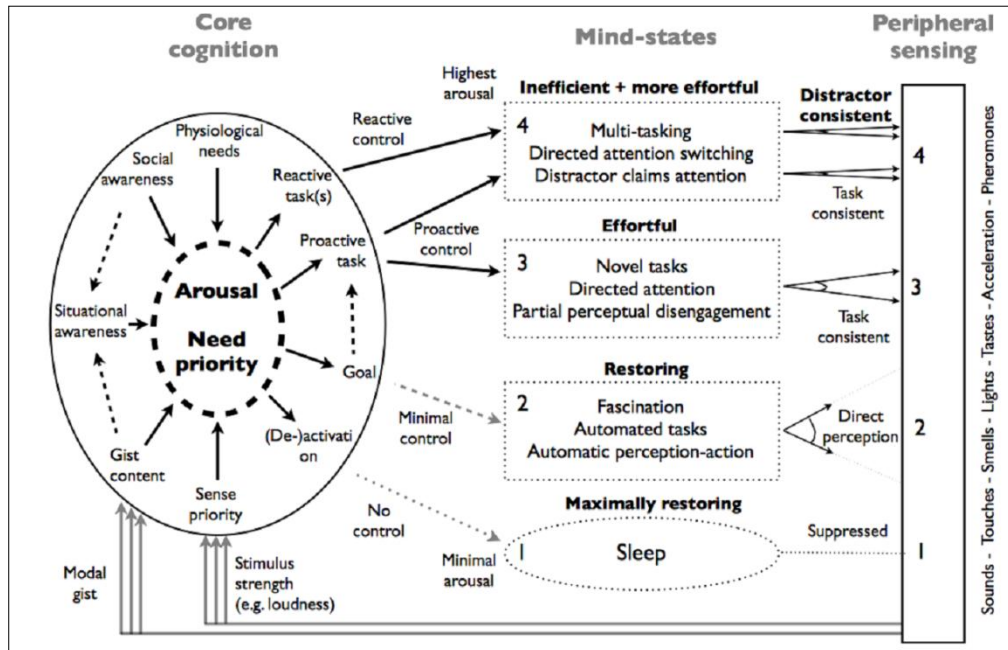 Core
cognition
Mind-states
Peripheral
sensing
Physiological
needs
Social
awareness
Situational
awareness
Gist
content
Sense
priority
Arousal
Need
priority
Reactive
task(s)
Proactive
task
Goal
(De-)activati
on
Modal
gist
Stimulus
strength
(e.g. loudness)
Reactive
control
Proactive
control
Minimal
control
No
control
Highest
arousal
Minimal
arousal
Inefficient + more effortful
4
Multi-tasking
Directed attention switching
Distractor claims attention
Effortful
3
Novel tasks
Directed attention
Partial perceptual disengagement
Restoring
2
Fascination
Automated tasks
Automatic perception-action
Maximally restoring
1
Sleep
Distractor
consistent
Task
consistent
Task
consistent
Direct
perception
Suppressed
4
3
2
1
Sounds - Touches - Smells - Lights - Tastes - Acceleration - Pheromones